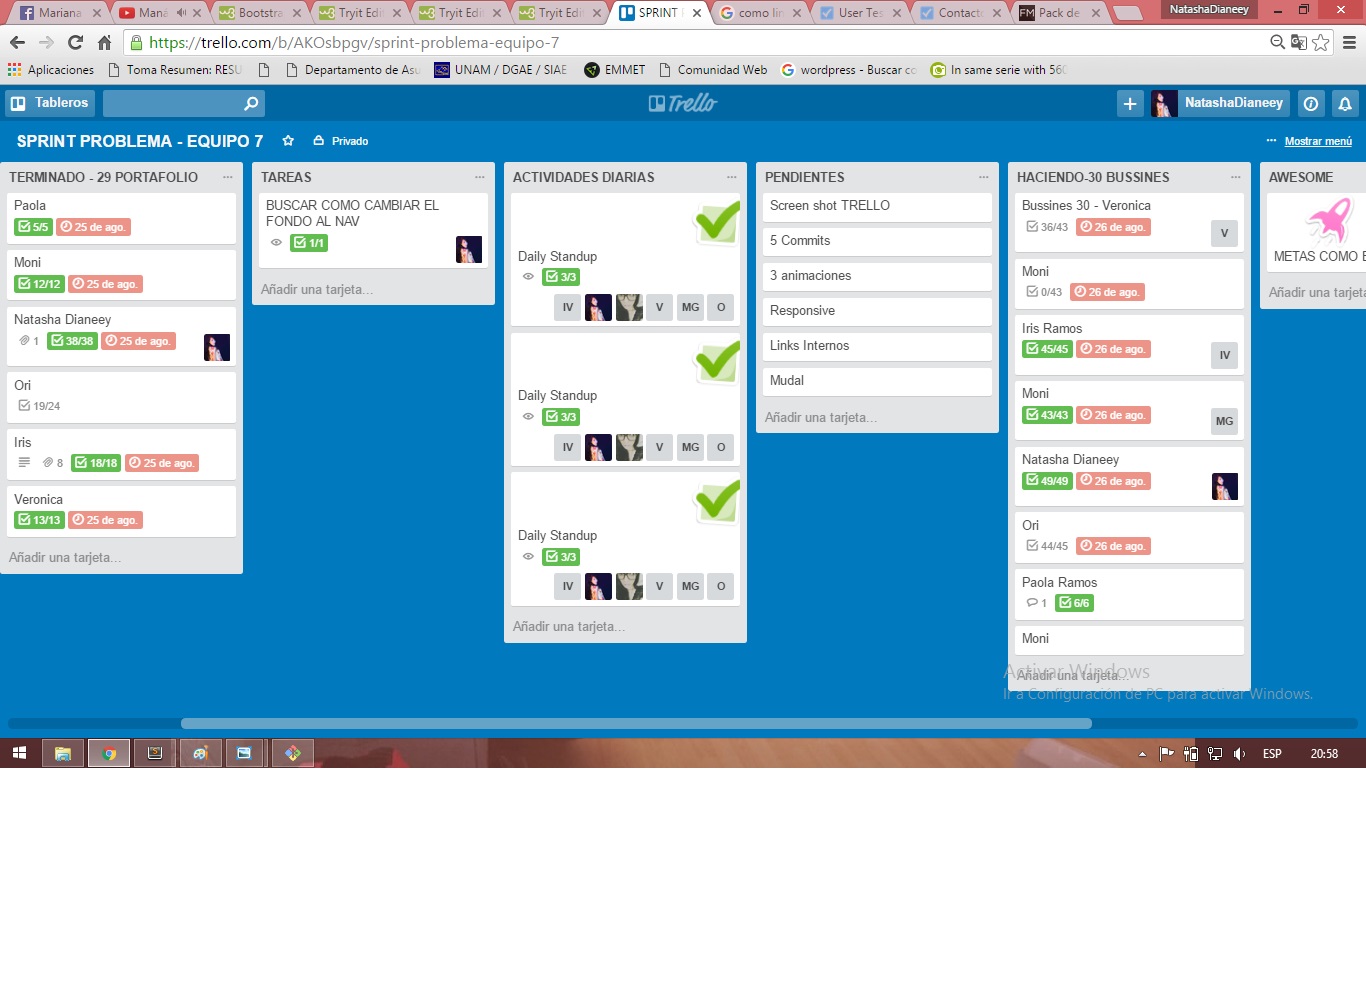 Mariana
Maná
Bootstra
Tryit Edi
Tryit Edi
Tryit Edi
SPRINT
como lin
User Tes
Contact
Pack de
NatashaDianeey
https://trello.com/b/AKOsbpgv/sprint-problema-equipo-7
Aplicaciones
Toma Resumen: RESU
Departamento de Asu
UNAM / DGAE / SIAE
EMMET
Comunidad Web
wordpress - Buscar co
In same serie with 560
Tableros
Trello
NatashaDianeey
SPRINT PROBLEMA - EQUIPO 7
Privado
Mostrar menú
TERMINADO - 29 PORTAFOLIO
Paola
5/5 25 de ago.
Moni
12/12 25 de ago.
Natasha Dianeey
1 38/38 25 de ago.
Ori
19/24
Iris
8 18/18 25 de ago.
Veronica
13/13 25 de ago.
Añadir una tarjeta...
TAREAS
BUSCAR COMO CAMBIAR EL
FONDO AL NAV
1/1
Añadir una tarjeta...
ACTIVIDADES DIARIAS
Daily Standup
3/3
IV V MG O
Daily Standup
3/3
IV V MG O
Daily Standup
3/3
IV V MG O
Añadir una tarjeta...
PENDIENTES
Screen shot TRELLO
5 Commits
3 animaciones
Responsive
Links Internos
Mudal
Añadir una tarjeta...
HACIENDO-30 BUSSINES
Bussines 30 - Veronica
36/43 26 de ago.
V
Moni
0/43 26 de ago.
Iris Ramos
45/45 26 de ago.
IV
Moni
43/43 26 de ago.
MG
Natasha Dianeey
49/49 26 de ago.
Ori
44/45 26 de ago.
Paola Ramos
1 6/6
Moni
Añadir una tarjeta...
AWESOME
METAS COMO E
Añadir una tarjeta
Activar Windows
Ir a Configuración de PC para activar Windows.
ESP
20:58